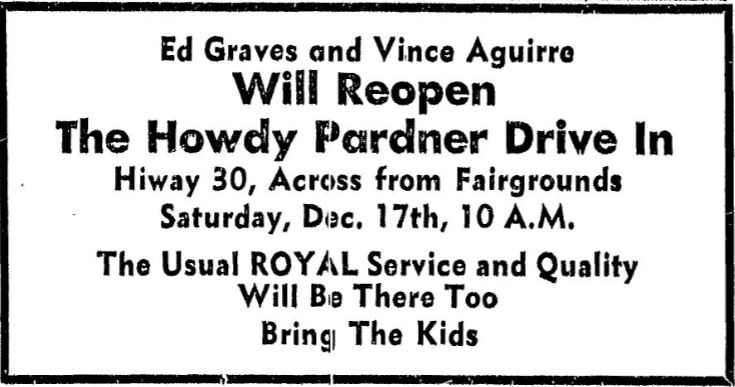 Ed Graves and Vince Aguirre
Will Reopen
The Howdy Pardner Drive In
Hiway 30, Across from Fairgrounds
Saturday, Dec. 17th, 10 A.M.
The Usual ROYAL Service and Quality
Will Be There Too
Bring The Kids